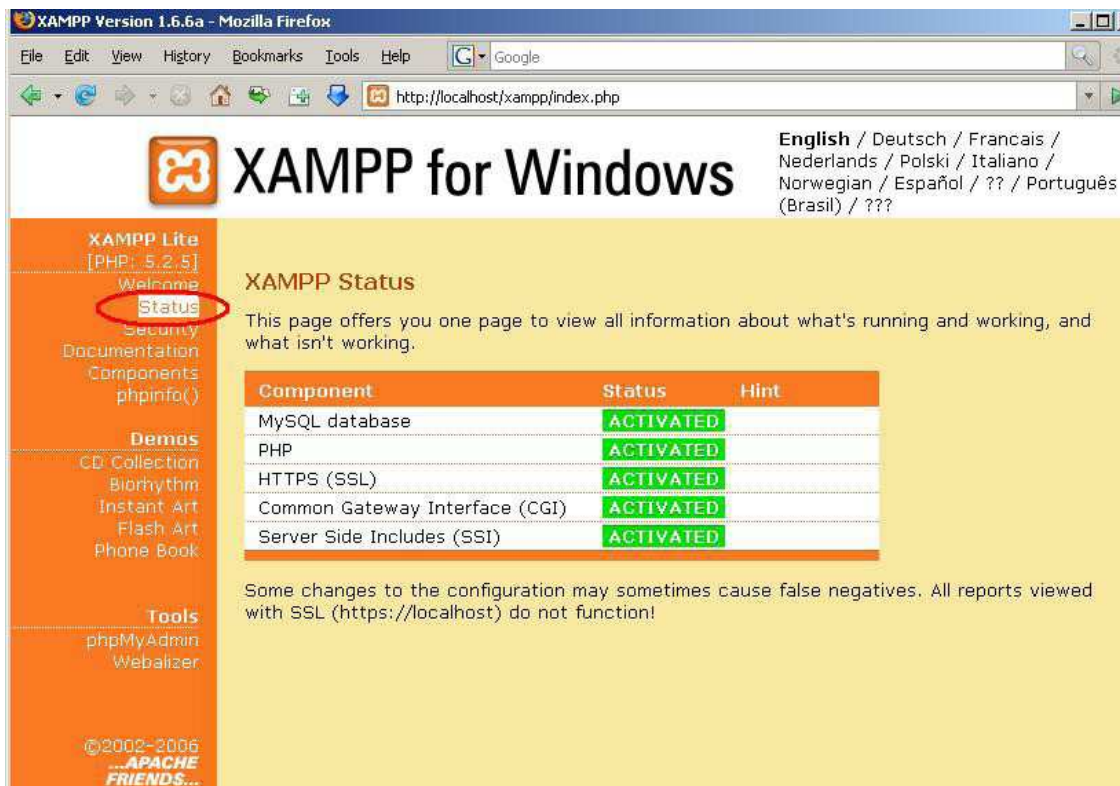 XAMPP Version 1.6.6a - Mozilla Firefox
File Edit View History Bookmarks Tools Help Google
http://localhost/xampp/index.php
XAMPP for Windows
English / Deutsch / Francais /
Nederlands / Polski / Italiano /
Norwegian / Español / ?? / Português
(Brasil) / ???
XAMPP Lite
[PHP: 5.2.5]
Welcome
Status
Security
Documentation
Components
phpinfo()
Demos
CD Collection
Biorhythm
Instant Art
Flash Art
Phone Book
Tools
phpMyAdmin
Webalizer
©2002-2006
...APACHE
FRIENDS...
XAMPP Status
This page offers you one page to view all information about what's running and working, and
what isn't working.
Component Status Hint
MySQL database ACTIVATED
PHP ACTIVATED
HTTPS (SSL) ACTIVATED
Common Gateway Interface (CGI) ACTIVATED
Server Side Includes (SSI) ACTIVATED
Some changes to the configuration may sometimes cause false negatives. All reports viewed
with SSL (https://localhost) do not function!